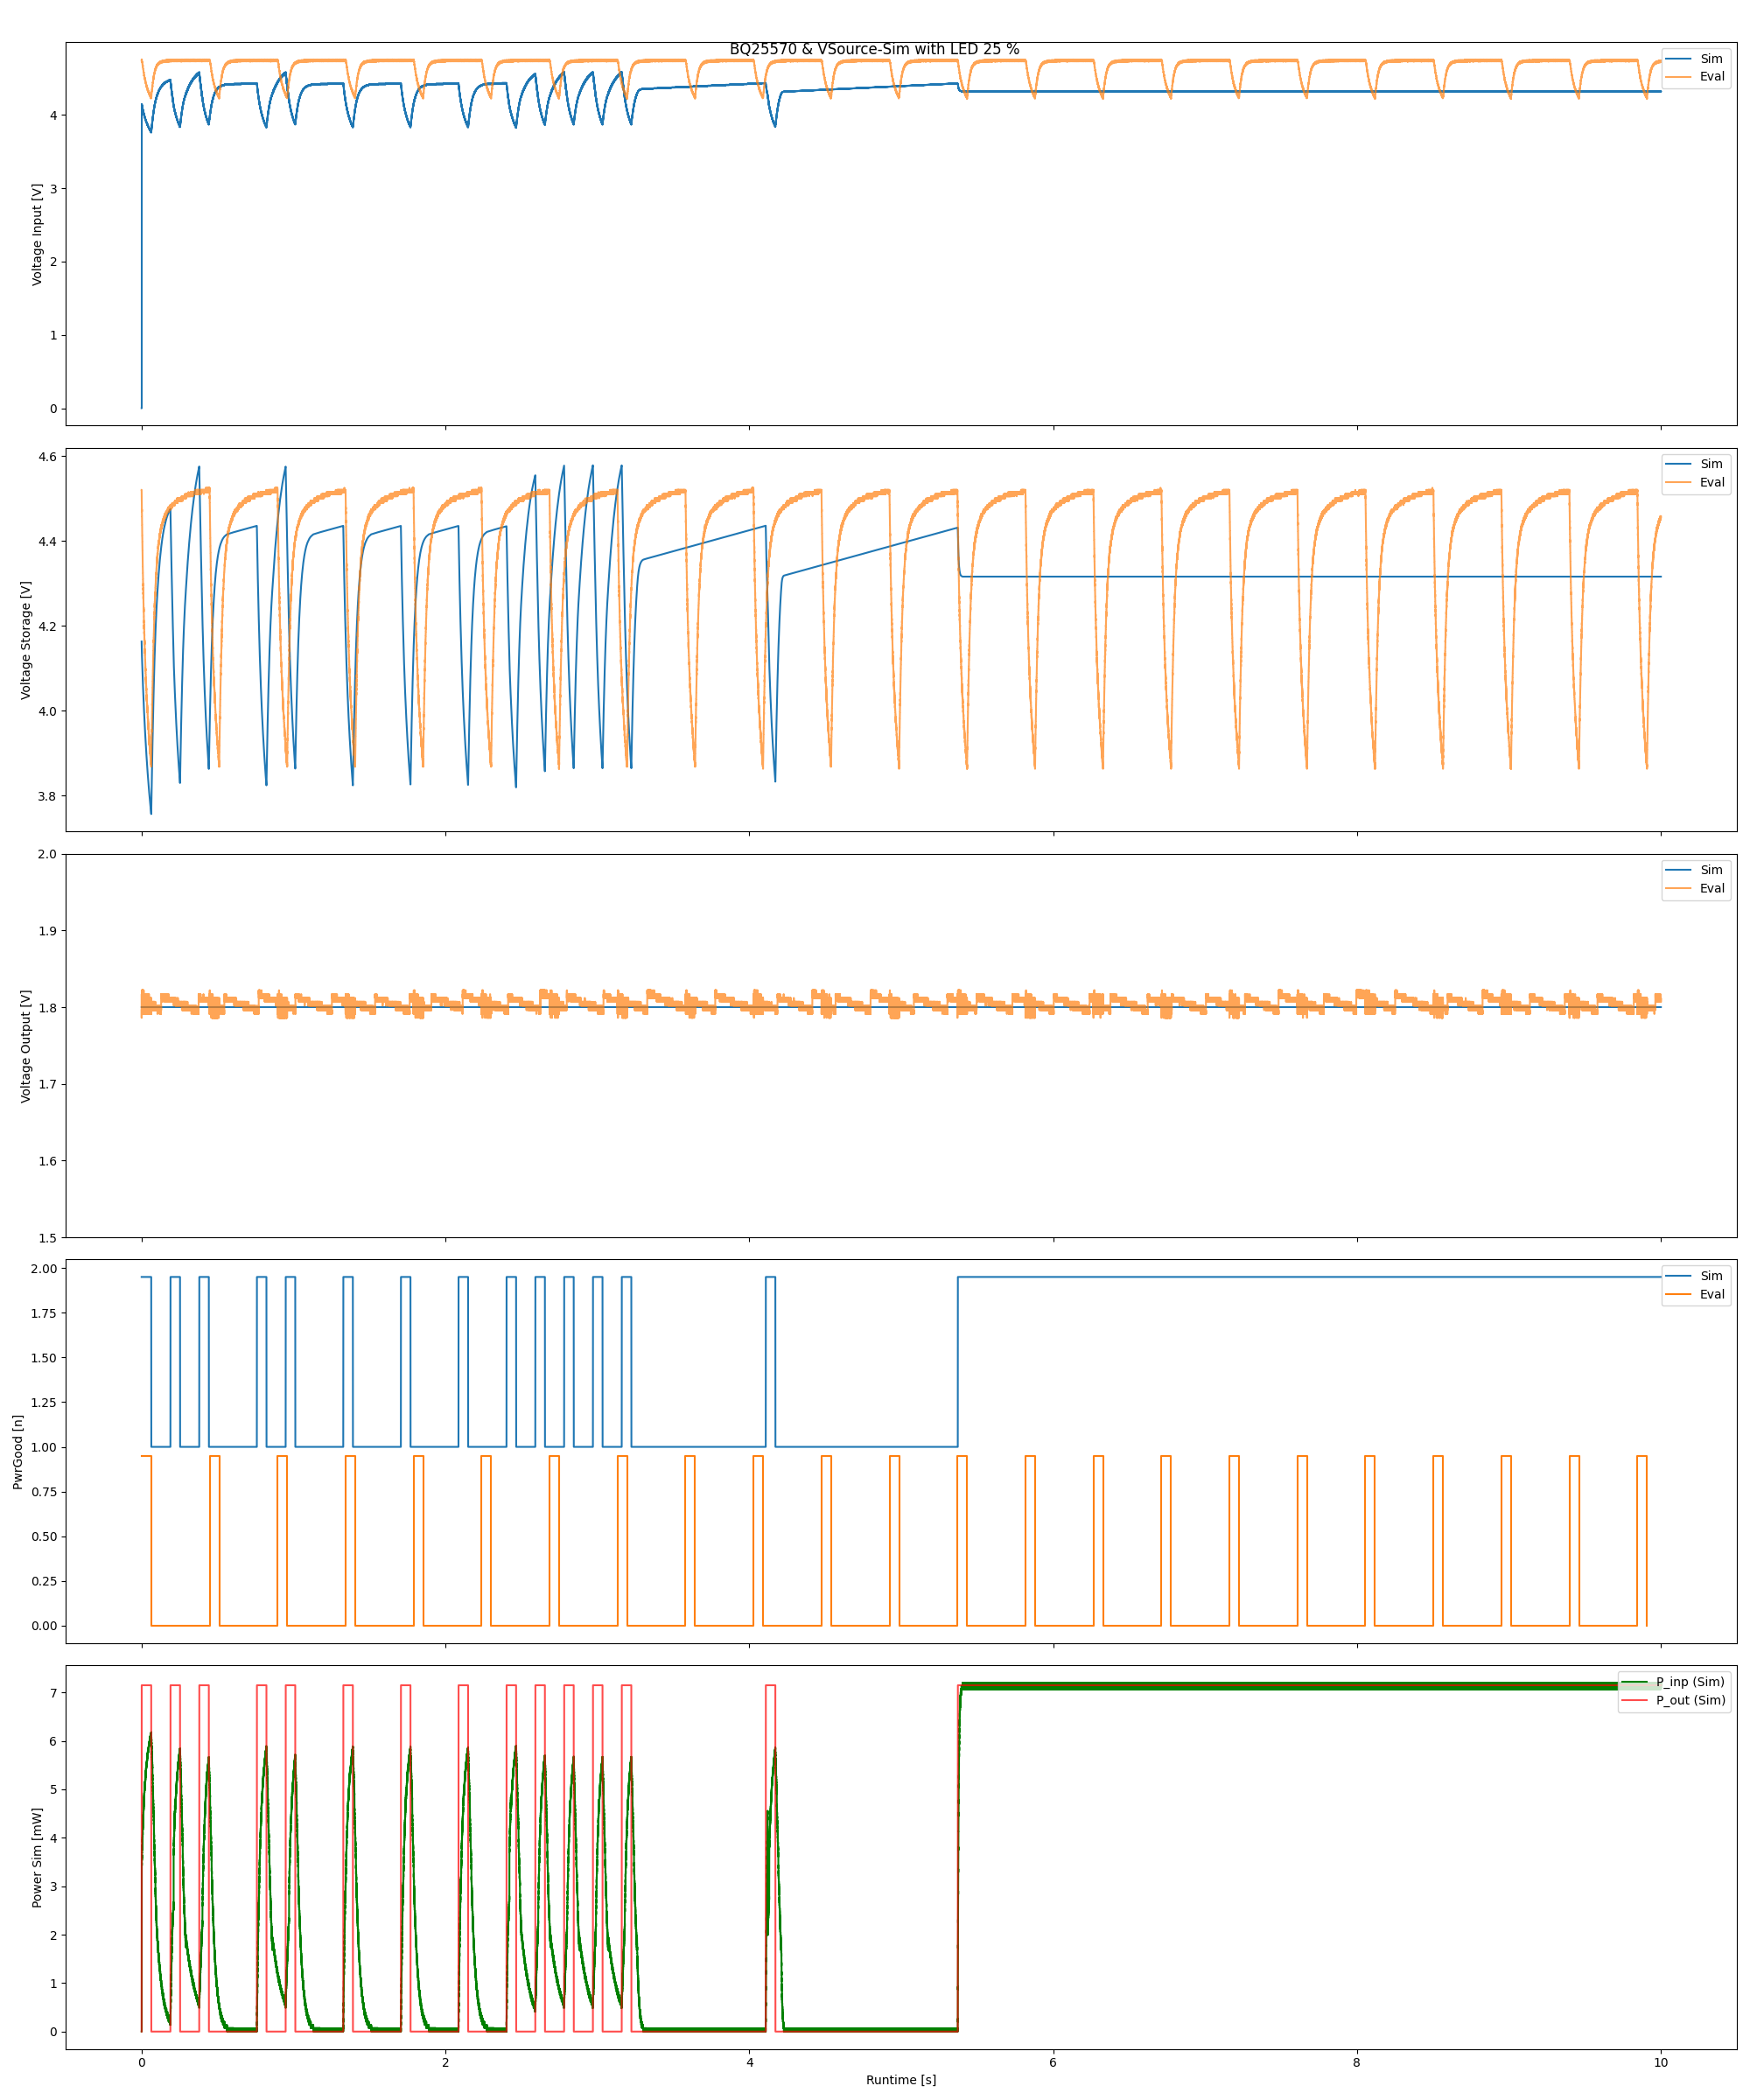 BQ25570 & VSource-Sim with LED 25 %
Voltage Input [V]
4
3
2
1
0
Sim
Eval
Voltage Storage [V]
4.6
4.4
4.2
4.0
3.8
Sim
Eval
Voltage Output [V]
2.0
1.9
1.8
1.7
1.6
1.5
Sim
Eval
PwrGood [n]
2.00
1.75
1.50
1.25
1.00
0.75
0.50
0.25
0.00
Sim
Eval
Power Sim [mW]
7
6
5
4
3
2
1
0
P_inp (Sim)
P_out (Sim)
0 2 4 6 8 10
Runtime [s]